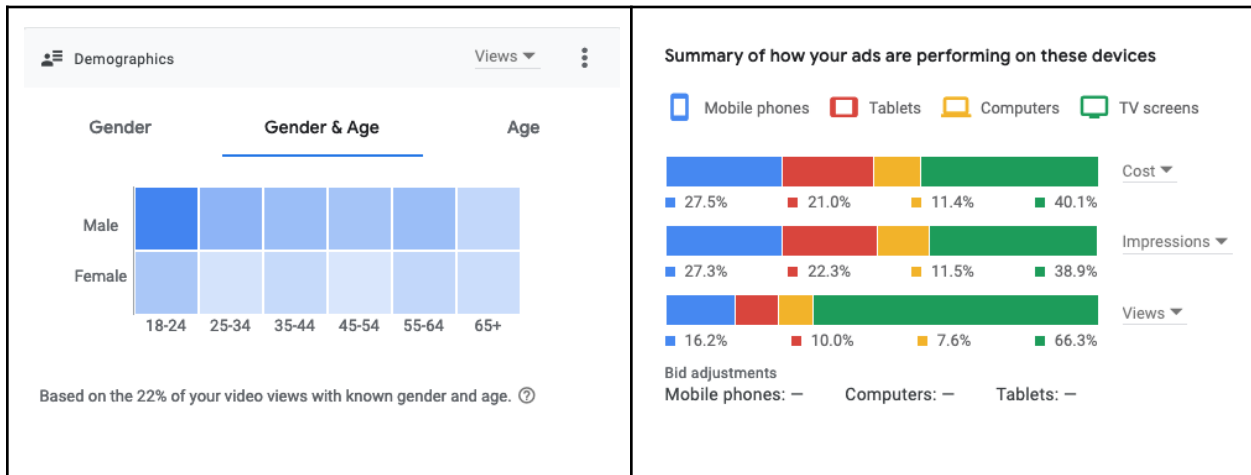 Demographics
Views
Gender
Gender & Age
Age
Male
Female
18-24 25-34 35-44 45-54 55-64 65+
Based on the 22% of your video views with known gender and age.
Summary of how your ads are performing on these devices
Mobile phones Tablets Computers TV screens
Cost
27.5% 21.0% 11.4% 40.1%
Impressions
27.3% 22.3% 11.5% 38.9%
Views
16.2% 10.0% 7.6% 66.3%
Bid adjustments
Mobile phones: — Computers: — Tablets: —